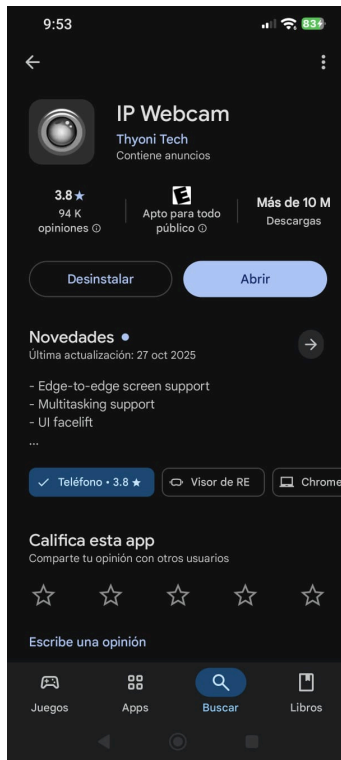 9:53
83
IP Webcam
Thyoni Tech
Contiene anuncios
3.8 ★
94 K
opiniones
E
Apto para todo
público
Más de 10 M
Descargas
Desinstalar
Abrir
Novedades
Última actualización: 27 oct 2025
- Edge-to-edge screen support
- Multitasking support
- UI facelift
...
Teléfono • 3.8 ★
Visor de RE
Chrome
Califica esta app
Comparte tu opinión con otros usuarios
Escribe una opinión
Juegos
Apps
Buscar
Libros